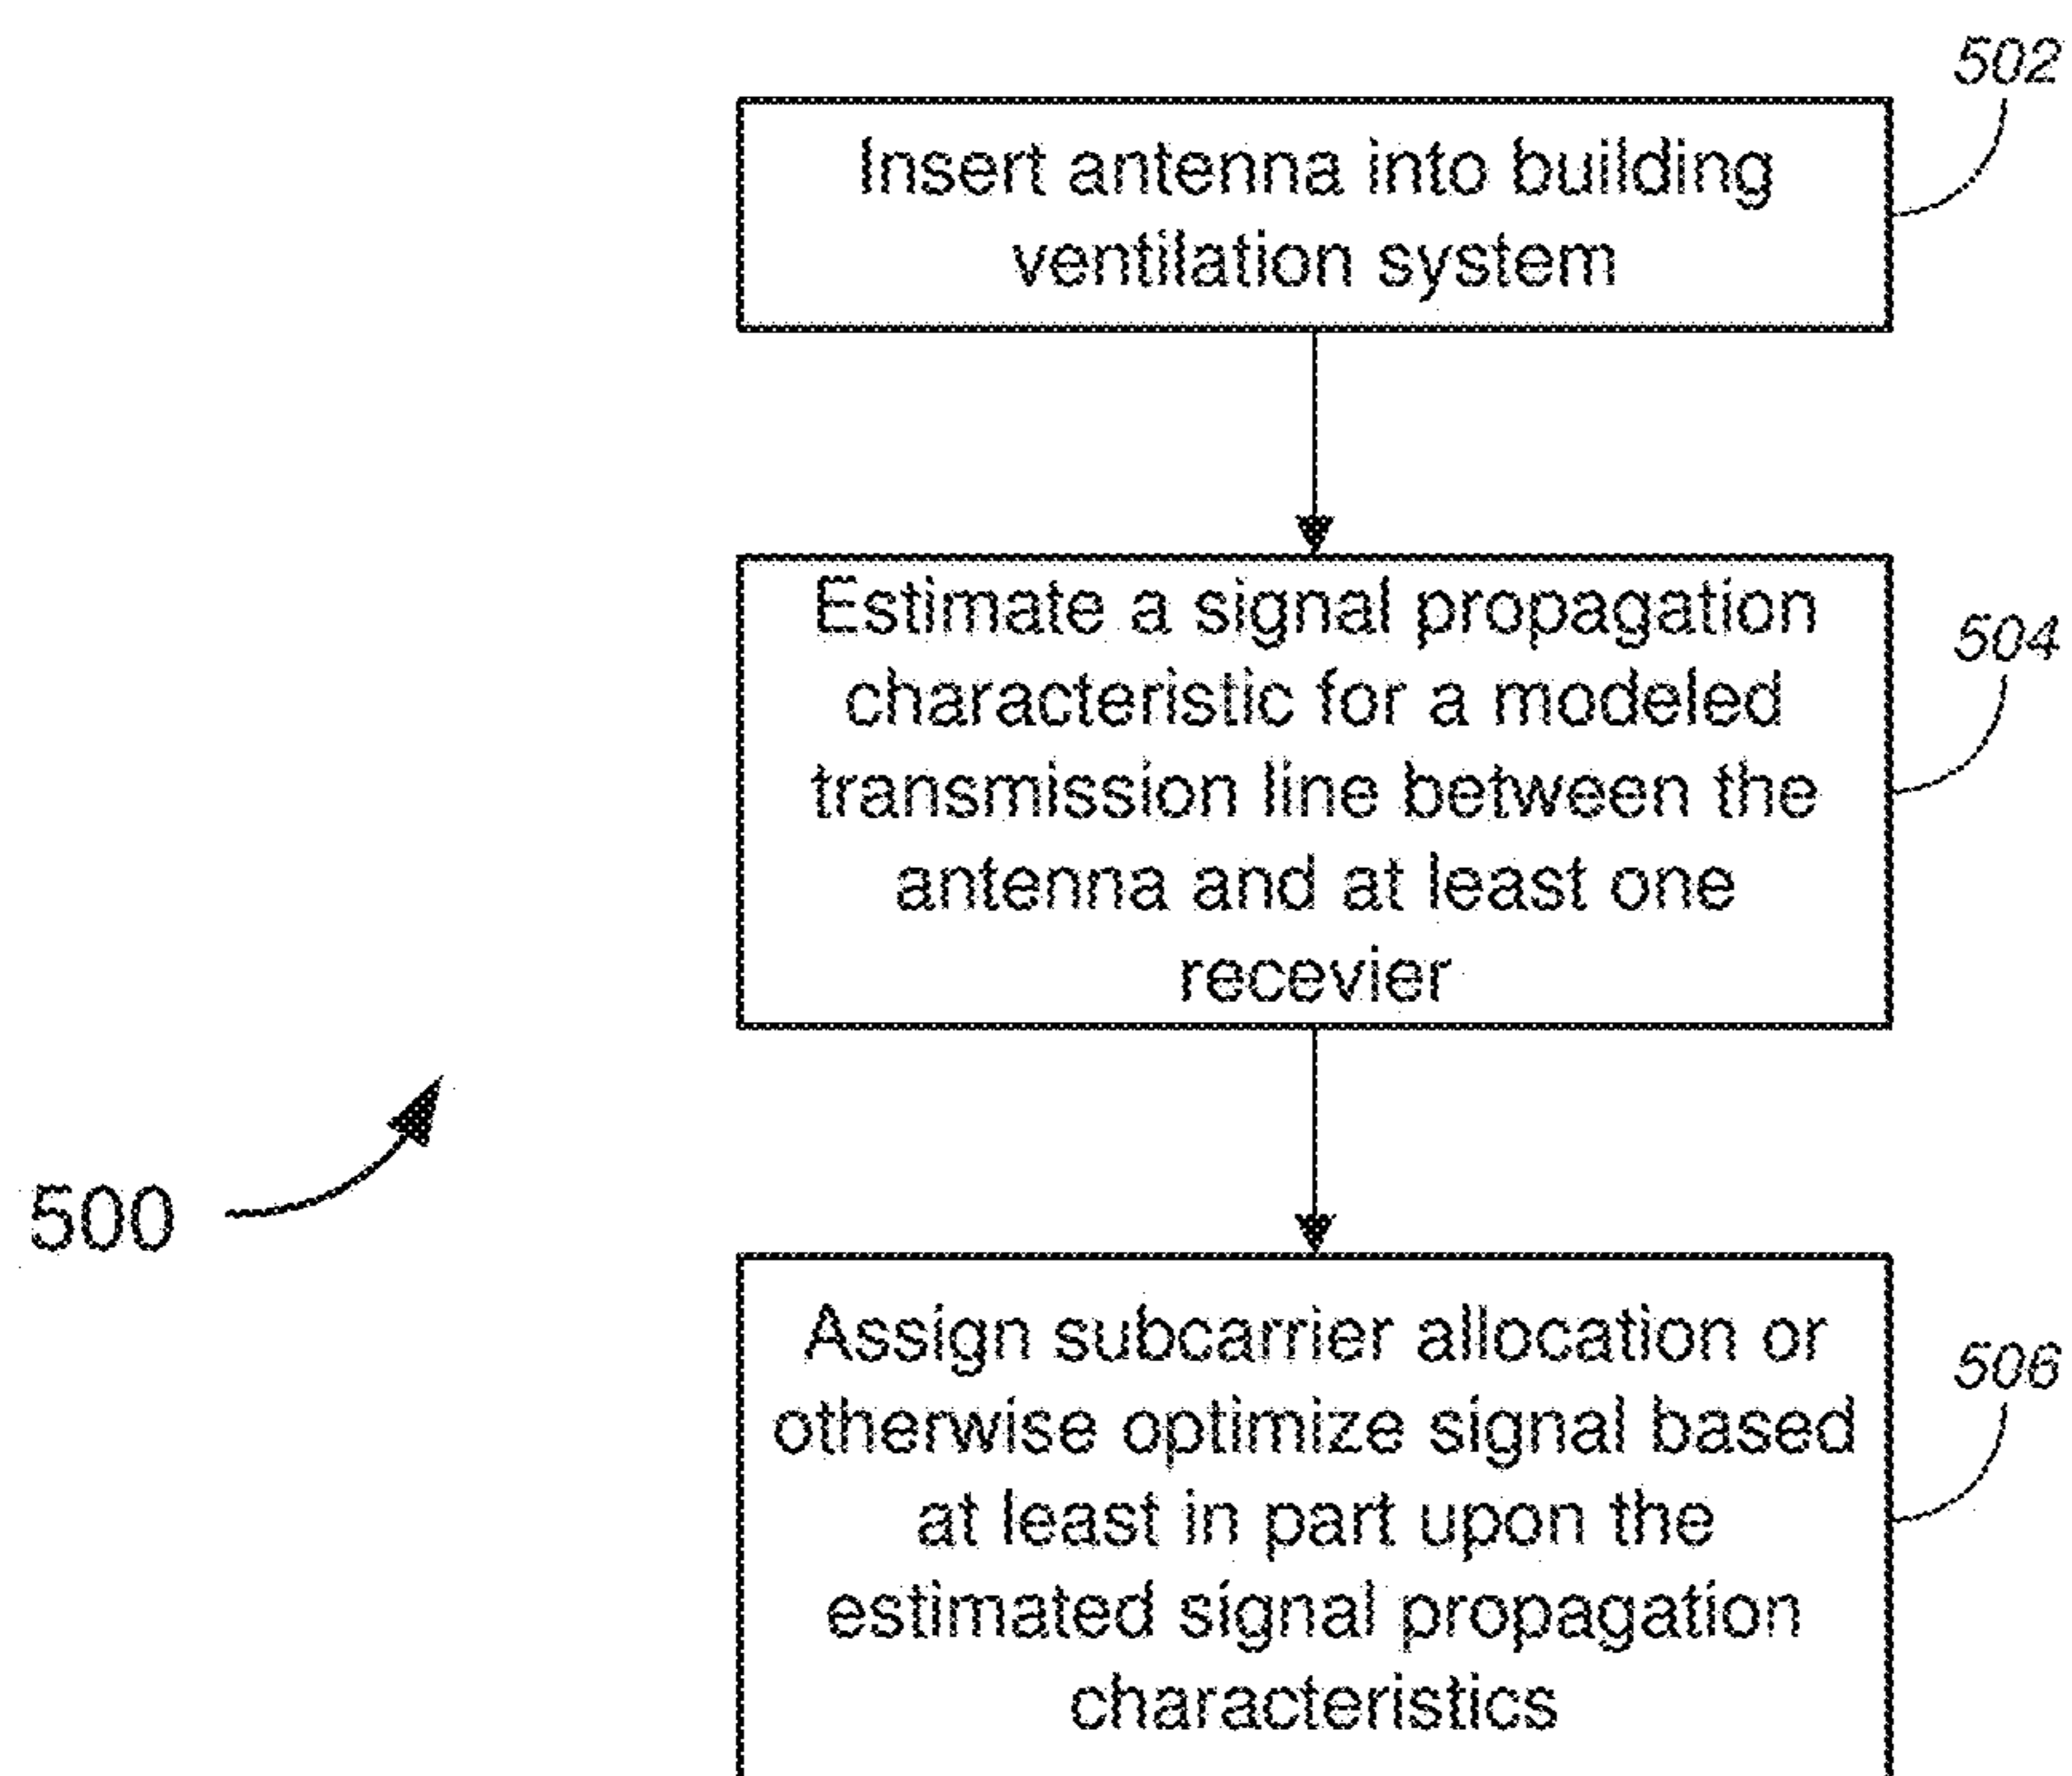 502
Insert antenna into building
ventilation system
504
Estimate a signal propagation
characteristic for a modeled
transmission line between the
antenna and at least one
recevier
500
506
Assign subcarrier allocation or
otherwise optimize signal based
at least in part upon the
estimated signal propagation
characteristics